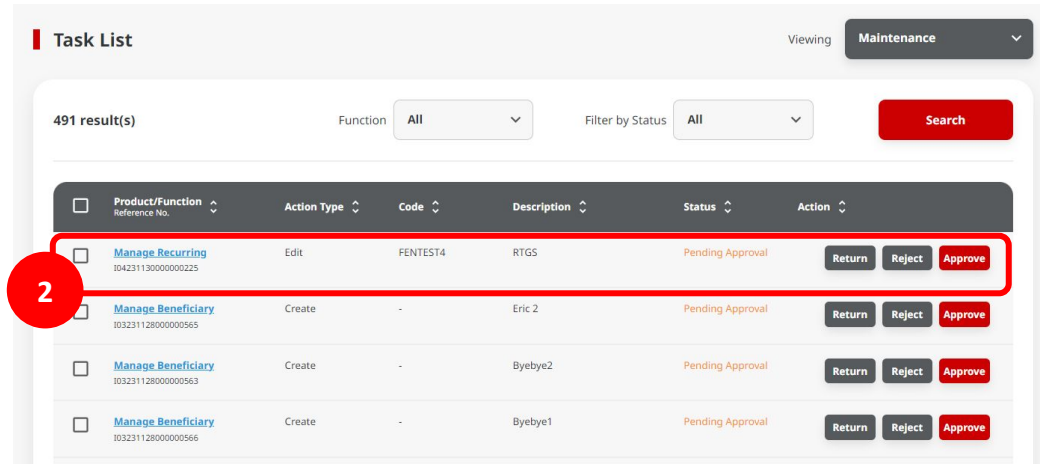 Task List
Viewing Maintenance
491 result(s) Function All Filter by Status All Search
Product/Function Action Type Code Description Status Action
Reference No.
Manage Recurring Edit FENTEST4 RTGS Pending Approval Return Reject Approve
I04231130000000225
2
Manage Beneficiary Create - Eric 2 Pending Approval Return Reject Approve
I03231128000000565
Manage Beneficiary Create - Byebye2 Pending Approval Return Reject Approve
I03231128000000563
Manage Beneficiary Create - Byebye1 Pending Approval Return Reject Approve
I03231128000000566